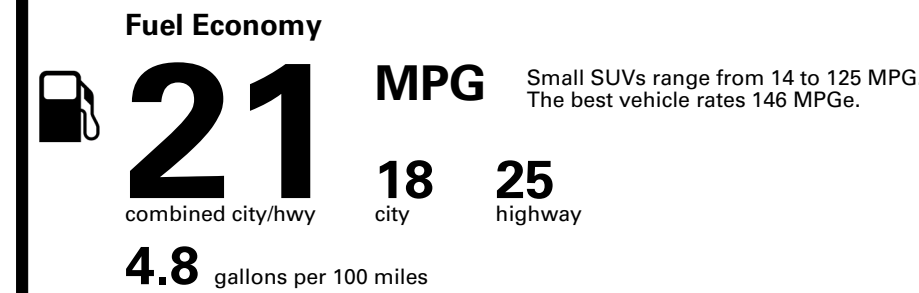 Fuel Economy
21 MPG
Small SUVs range from 14 to 125 MPG
The best vehicle rates 146 MPGe.
18 25
combined city/hwy city highway
4.8 gallons per 100 miles